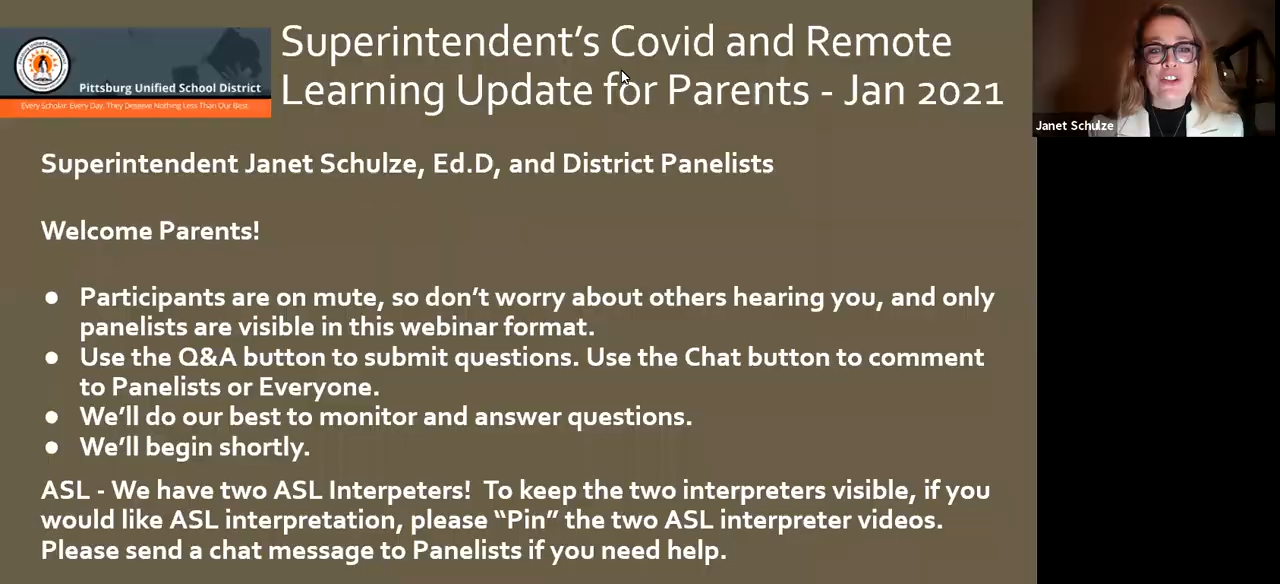 Superintendent's Covid and Remote
Learning Update for Parents - Jan 2021
Pittsburg Unified School District
Every Scholar. Every Day. They Deserve Nothing Less Than Our Best.
Janet Schulze
Superintendent Janet Schulze, Ed.D, and District Panelists
Welcome Parents!
● Participants are on mute, so don't worry about others hearing you, and only
panelists are visible in this webinar format.
● Use the Q&A button to submit questions. Use the Chat button to comment
to Panelists or Everyone.
● We'll do our best to monitor and answer questions.
● We'll begin shortly.
ASL - We have two ASL Interpeters!  To keep the two interpreters visible, if you
would like ASL interpretation, please “Pin” the two ASL interpreter videos.
Please send a chat message to Panelists if you need help.